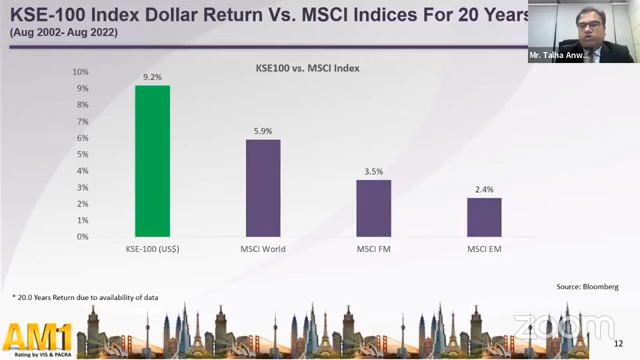 KSE-100 Index Dollar Return Vs. MSCI Indices For 20 Years
(Aug 2002- Aug 2022)
Mr. Talha Anw...
KSE100 vs. MSCI Index
10%
9%
8%
7%
6%
5%
4%
3%
2%
1%
0%
9.2%
5.9%
3.5%
2.4%
KSE-100 (US$)
MSCI World
MSCI FM
MSCI EM
Source: Bloomberg
* 20.0 Years Return due to availability of data
AM1
Rating by VIS & PACRA
zoom
12